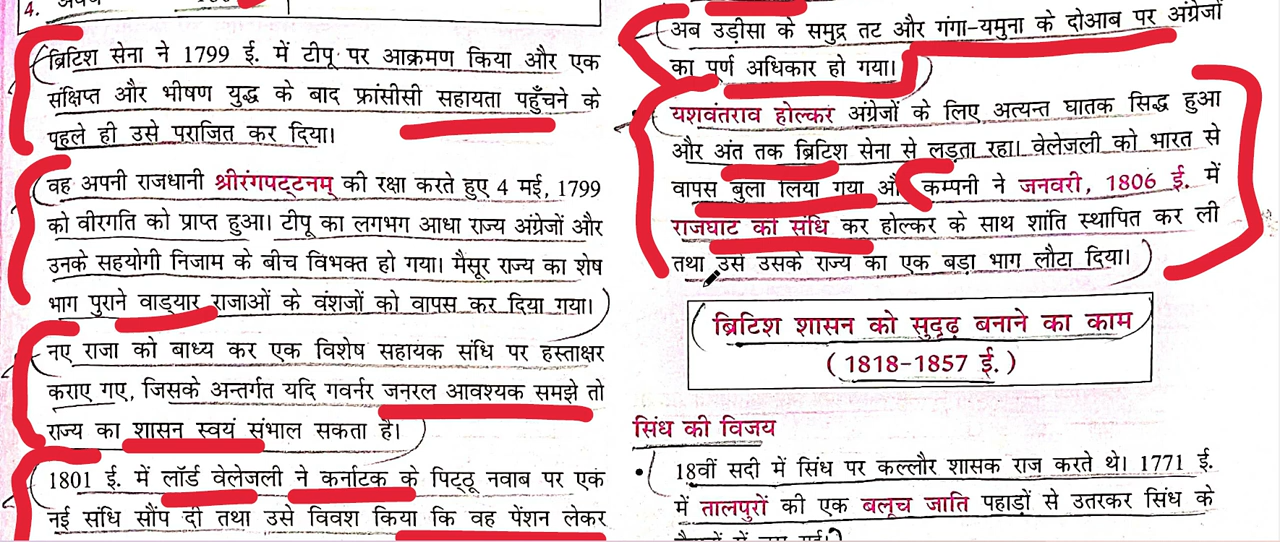 4.
ब्रिटिश सेना ने 1799 ई. में टीपू पर आक्रमण किया और एक
संक्षिप्त और भीषण युद्ध के बाद फ्रांसीसी सहायता पहुँचने के
पहले ही उसे पराजित कर दिया।
वह अपनी राजधानी श्रीरंगपट्टनम् की रक्षा करते हुए 4 मई, 1799
को वीरगति को प्राप्त हुआ। टीपू का लगभग आधा राज्य अंग्रेजों और
उनके सहयोगी निजाम के बीच विभक्त हो गया। मैसूर राज्य का शेष
भाग पुराने वाड्यार राजाओं के वंशजों को वापस कर दिया गया।
नए राजा को बाध्य कर एक विशेष सहायक संधि पर हस्ताक्षर
कराए गए, जिसके अन्तर्गत यदि गवर्नर जनरल आवश्यक समझे तो
राज्य का शासन स्वयं संभाल सकता है।
1801 ई. में लॉर्ड वेलेजली ने कर्नाटक के पिट्ठू नवाब पर एक
नई संधि सौंप दी तथा उसे विवश किया कि वह पेंशन लेकर
अब उड़ीसा के समुद्र तट और गंगा-यमुना के दोआब पर अंग्रेजों
का पूर्ण अधिकार हो गया।
• यशवंतराव होल्कर अंग्रेजों के लिए अत्यन्त घातक सिद्ध हुआ
और अंत तक ब्रिटिश सेना से लड़ता रहा। वेलेजली को भारत से
वापस बुला लिया गया और कम्पनी ने जनवरी, 1806 ई. में
राजघाट की संधि कर होल्कर के साथ शांति स्थापित कर ली
तथा उसे उसके राज्य का एक बड़ा भाग लौटा दिया।
ब्रिटिश शासन को सुदृढ़ बनाने का काम
(1818-1857 ई.)
सिंध की विजय
• 18वीं सदी में सिंध पर कल्लौर शासक राज करते थे। 1771 ई.
में तालपुरों की एक बलूच जाति पहाड़ों से उतरकर सिंध के